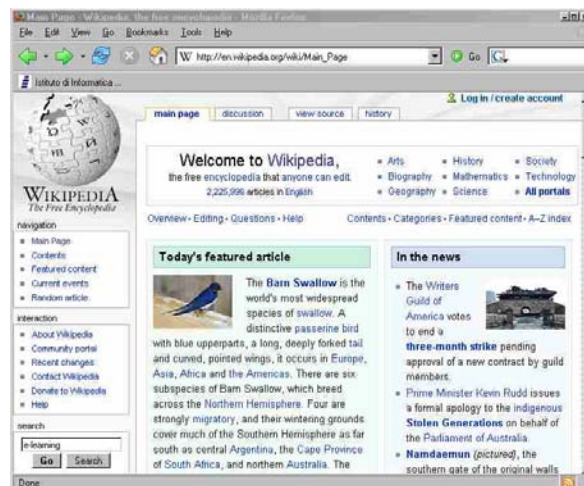 Main Page - Wikipedia, the free encyclopedia - Mozilla Firefox
File Edit View Go Bookmarks Tools Help
http://en.wikipedia.org/wiki/Main_Page
Go
Istituto di Informatica ...
Log in / create account
main page discussion view source history
WIKIPEDIA
The Free Encyclopedia
navigation
Main Page
Contents
Featured content
Current events
Random article
interaction
About Wikipedia
Community portal
Recent changes
Contact Wikipedia
Donate to Wikipedia
Help
search
e-learning
Go Search
Welcome to Wikipedia,
the free encyclopedia that anyone can edit.
2,225,996 articles in English
Arts History Society
Biography Mathematics Technology
Geography Science All portals
Overview · Editing · Questions · Help
Contents · Categories · Featured content · A–Z index
Today's featured article
The Barn Swallow is the
world's most widespread
species of swallow. A
distinctive passerine bird
with blue upperparts, a long, deeply forked tail
and curved, pointed wings, it occurs in Europe,
Asia, Africa and the Americas. There are six
subspecies of Barn Swallow, which breed
across the Northern Hemisphere. Four are
strongly migratory, and their wintering grounds
cover much of the Southern Hemisphere as far
south as central Argentina, the Cape Province
of South Africa, and northern Australia. The
In the news
The Writers
Guild of
America votes
to end a
three-month strike pending
approval of a new contract by guild
members.
Prime Minister Kevin Rudd issues
a formal apology to the indigenous
Stolen Generations on behalf of
the Parliament of Australia.
Namdaemun (pictured), the
southern gate of the original walls
Done